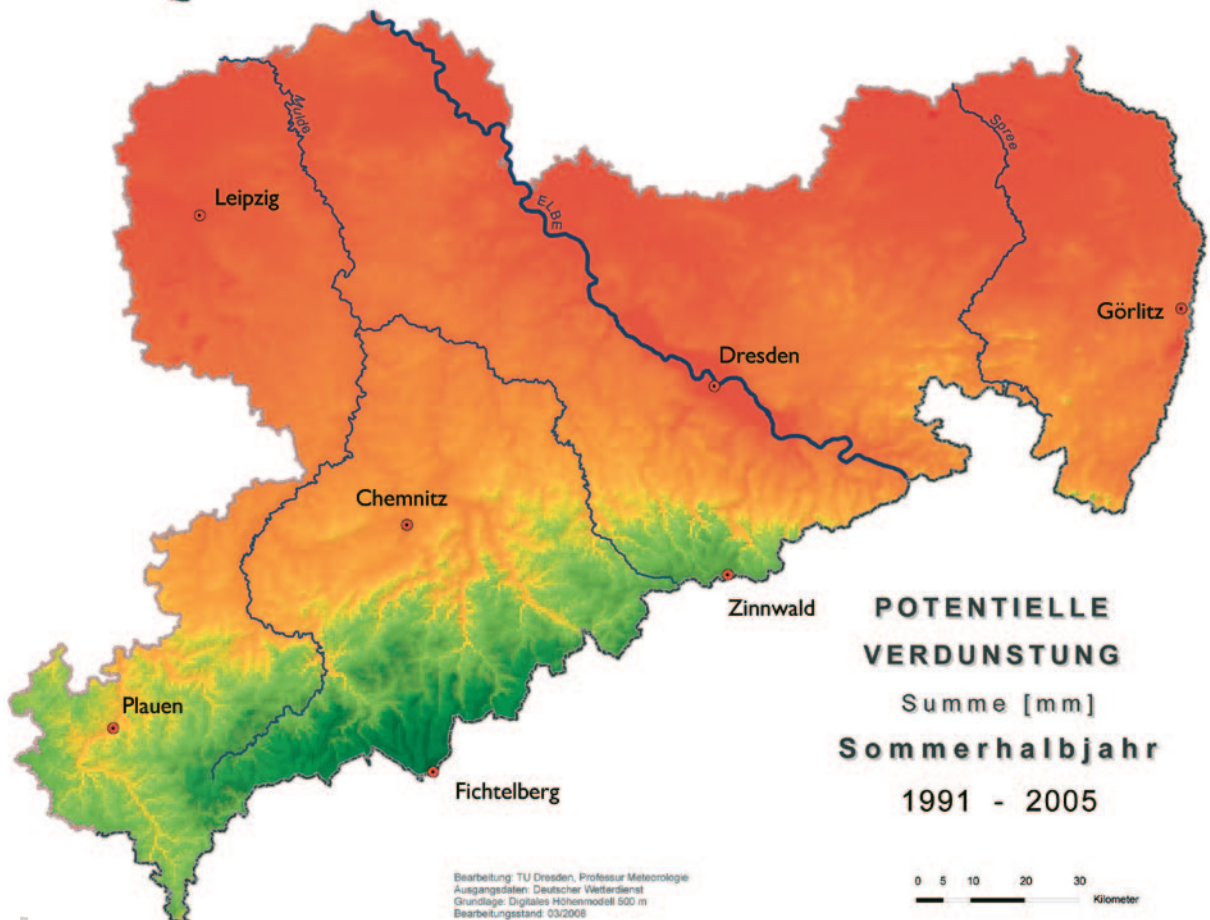 Mulde
Spree
Leipzig
ELBE
Görlitz
Dresden
Chemnitz
Zinnwald
POTENTIELLE
VERDUNSTUNG
Summe [mm]
Sommerhalbjahr
1991 - 2005
Plauen
Fichtelberg
Bearbeitung: TU Dresden, Professur Meteorologie
Ausgangsdaten: Deutscher Wetterdienst
Grundlage: Digitales Höhenmodell 500 m
Bearbeitungsstand: 03/2008
0 5 10 20 30
Kilometer